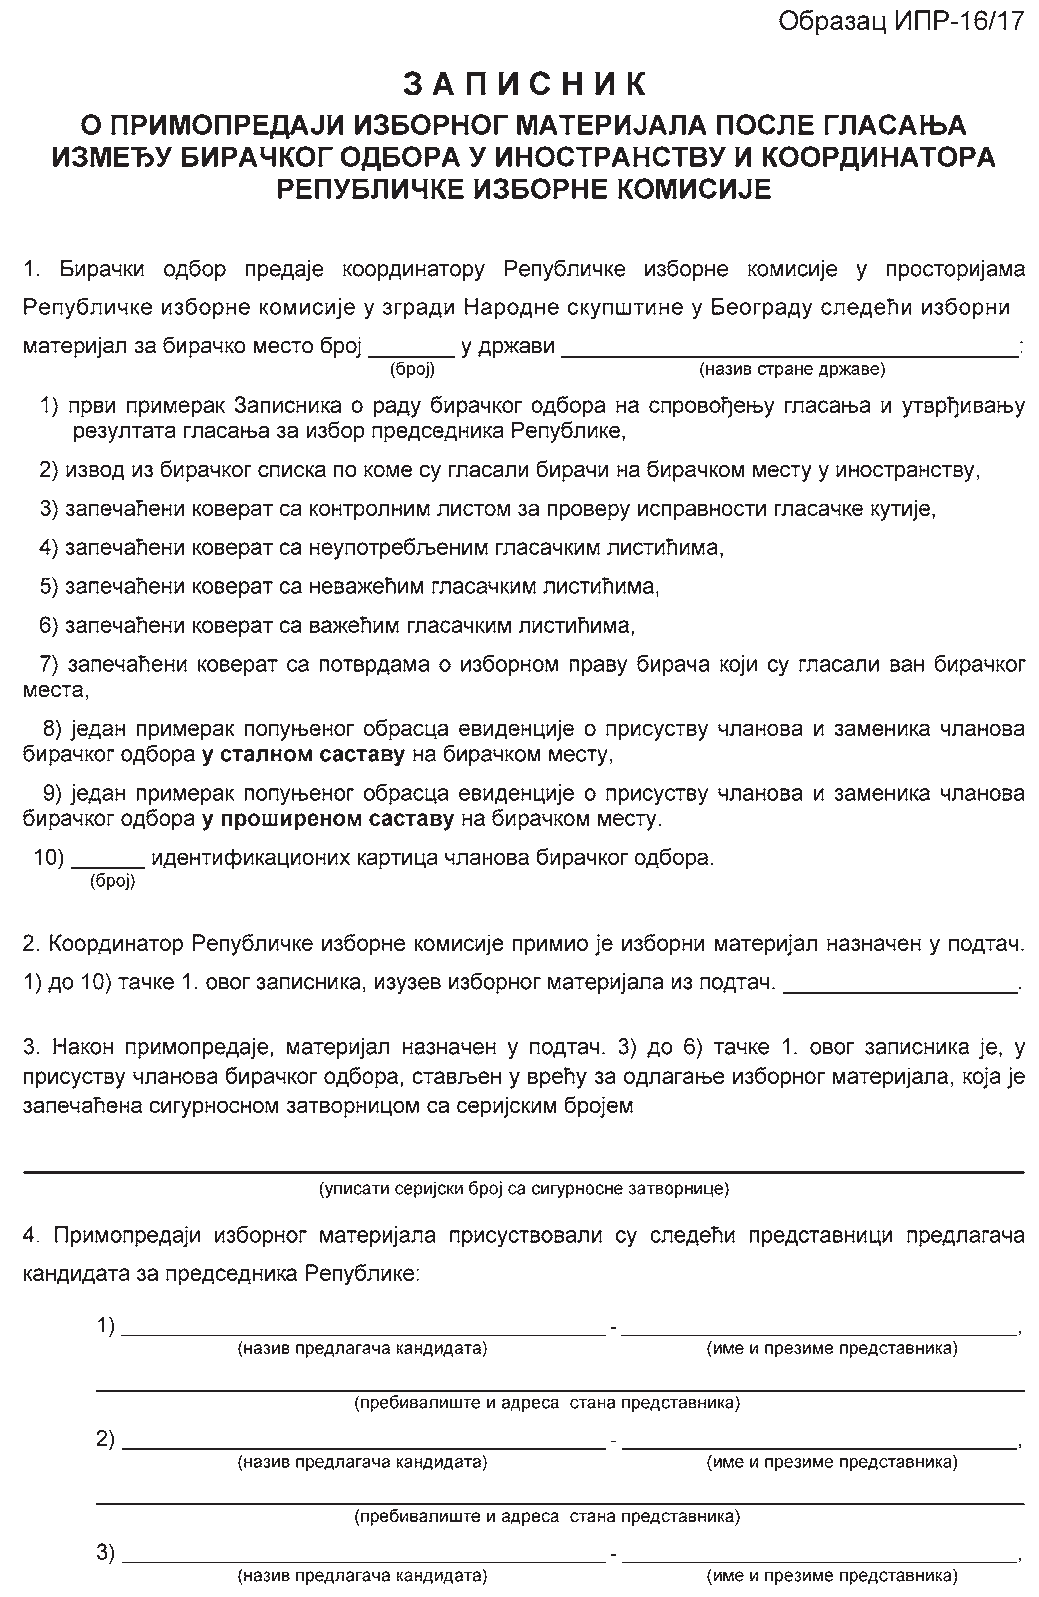 Образац ИПР-16/17
З А П И С Н И К
О ПРИМОПРЕДАЈИ ИЗБОРНОГ МАТЕРИЈАЛА ПОСЛЕ ГЛАСАЊА
ИЗМЕЂУ БИРАЧКОГ ОДБОРА У ИНОСТРАНСТВУ И КООРДИНАТОРА
РЕПУБЛИЧКЕ ИЗБОРНЕ КОМИСИЈЕ
1. Бирачки одбор предаје координатору Републичке изборне комисије у просторијама
Републичке изборне комисије у згради Народне скупштине у Београду следећи изборни
материјал за бирачко место број _______ у држави ______________________________________:
(број) (назив стране државе)
1) први примерак Записника о раду бирачког одбора на спровођењу гласања и утврђивању
резултата гласања за избор председника Републике,
2) извод из бирачког списка по коме су гласали бирачи на бирачком месту у иностранству,
3) запечаћени коверат са контролним листом за проверу исправности гласачке кутије,
4) запечаћени коверат са неупотребљеним гласачким листићима,
5) запечаћени коверат са неважећим гласачким листићима,
6) запечаћени коверат са важећим гласачким листићима,
7) запечаћени коверат са потврдама о изборном праву бирача који су гласали ван бирачког
места,
8) један примерак попуњеног обрасца евиденције о присуству чланова и заменика чланова
бирачког одбора у сталном саставу на бирачком месту,
9) један примерак попуњеног обрасца евиденције о присуству чланова и заменика чланова
бирачког одбора у проширеном саставу на бирачком месту.
10) ______ идентификационих картица чланова бирачког одбора.
(број)
2. Координатор Републичке изборне комисије примио је изборни материјал назначен у подтач.
1) до 10) тачке 1. овог записника, изузев изборног материјала из подтач. ___________________.
3. Након примопредаје, материјал назначен у подтач. 3) до 6) тачке 1. овог записника је, у
присуству чланова бирачког одбора, стављен у врећу за одлагање изборног материјала, која је
запечаћена сигурносном затворницом са серијским бројем
(уписати серијски број са сигурносне затворнице)
4. Примопредаји изборног материјала присуствовали су следећи представници предлагача
кандидата за председника Републике:
1) ________________________________________ - _________________________________,
(назив предлагача кандидата) (име и презиме представника)
(пребивалиште и адреса стана представника)
2) ________________________________________ - _________________________________,
(назив предлагача кандидата) (име и презиме представника)
(пребивалиште и адреса стана представника)
3) ________________________________________ - _________________________________,
(назив предлагача кандидата) (име и презиме представника)